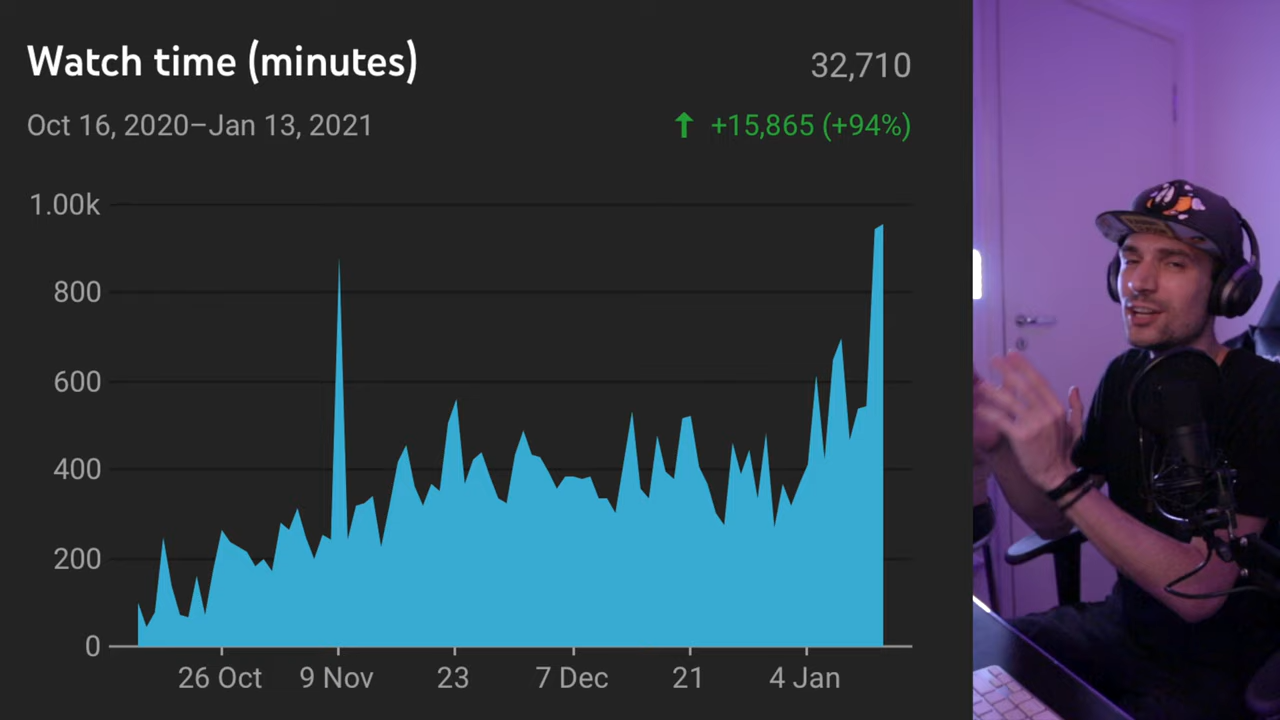 Watch time (minutes)
32,710
Oct 16, 2020–Jan 13, 2021
+15,865 (+94%)
1.00k
800
600
400
200
0
26 Oct
9 Nov
23
7 Dec
21
4 Jan